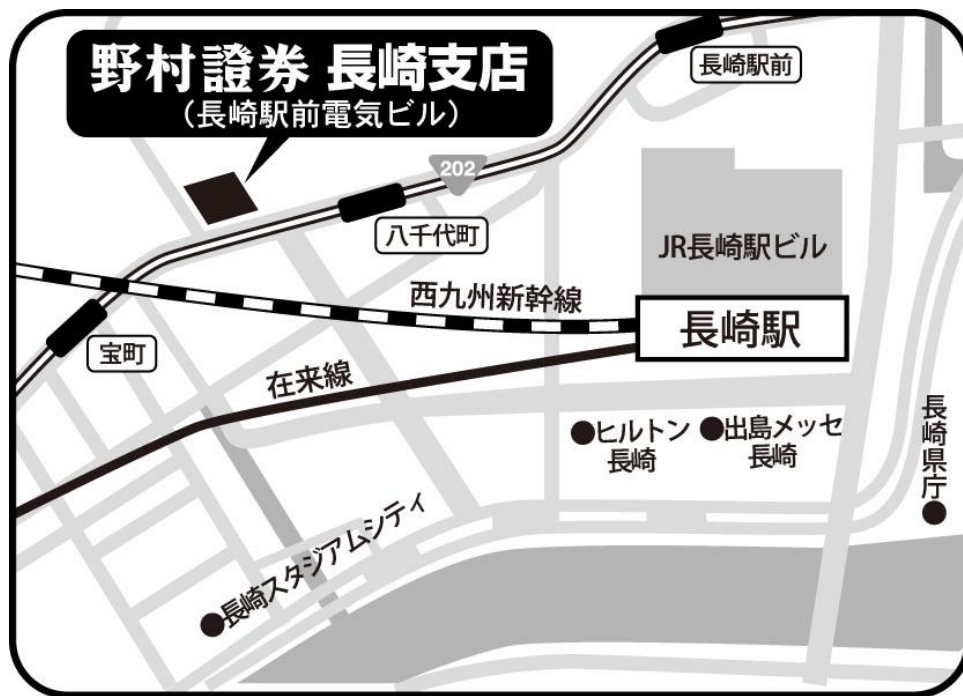 野村證券 長崎支店
（長崎駅前電気ビル）
長崎駅前
202
八千代町
JR長崎駅ビル
西九州新幹線
長崎駅
宝町
在来線
ヒルトン
長崎
出島メッセ
長崎
長崎県庁
長崎スタジアムシティ